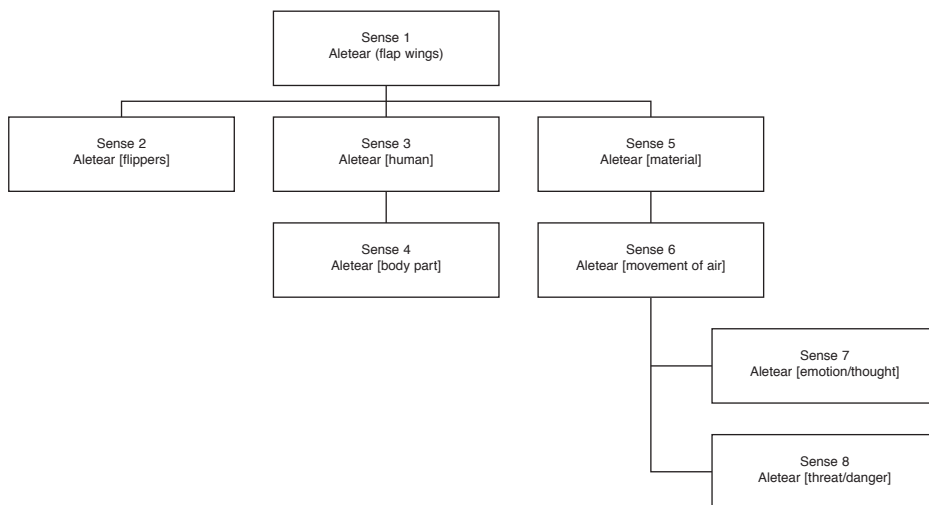 Sense 1
Aletear (flap wings)
Sense 2
Aletear [flippers]
Sense 3
Aletear [human]
Sense 5
Aletear [material]
Sense 4
Aletear [body part]
Sense 6
Aletear [movement of air]
Sense 7
Aletear [emotion/thought]
Sense 8
Aletear [threat/danger]